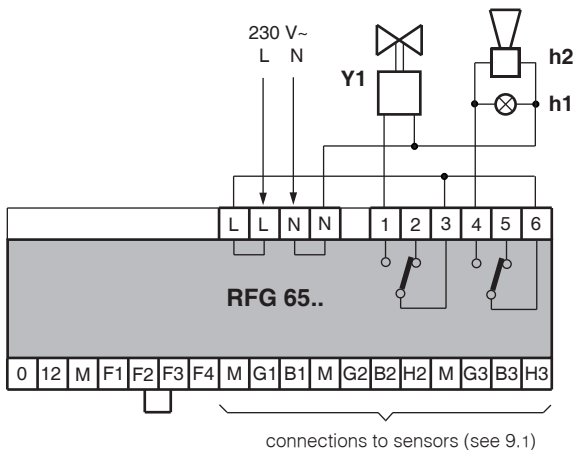 230 V~
L N
Y1
h2
h1
L L N N 1 2 3 4 5 6
RFG 65..
0 12 M F1 F2 F3 F4 M G1 B1 M G2 B2 H2 M G3 B3 H3
connections to sensors (see 9.1)